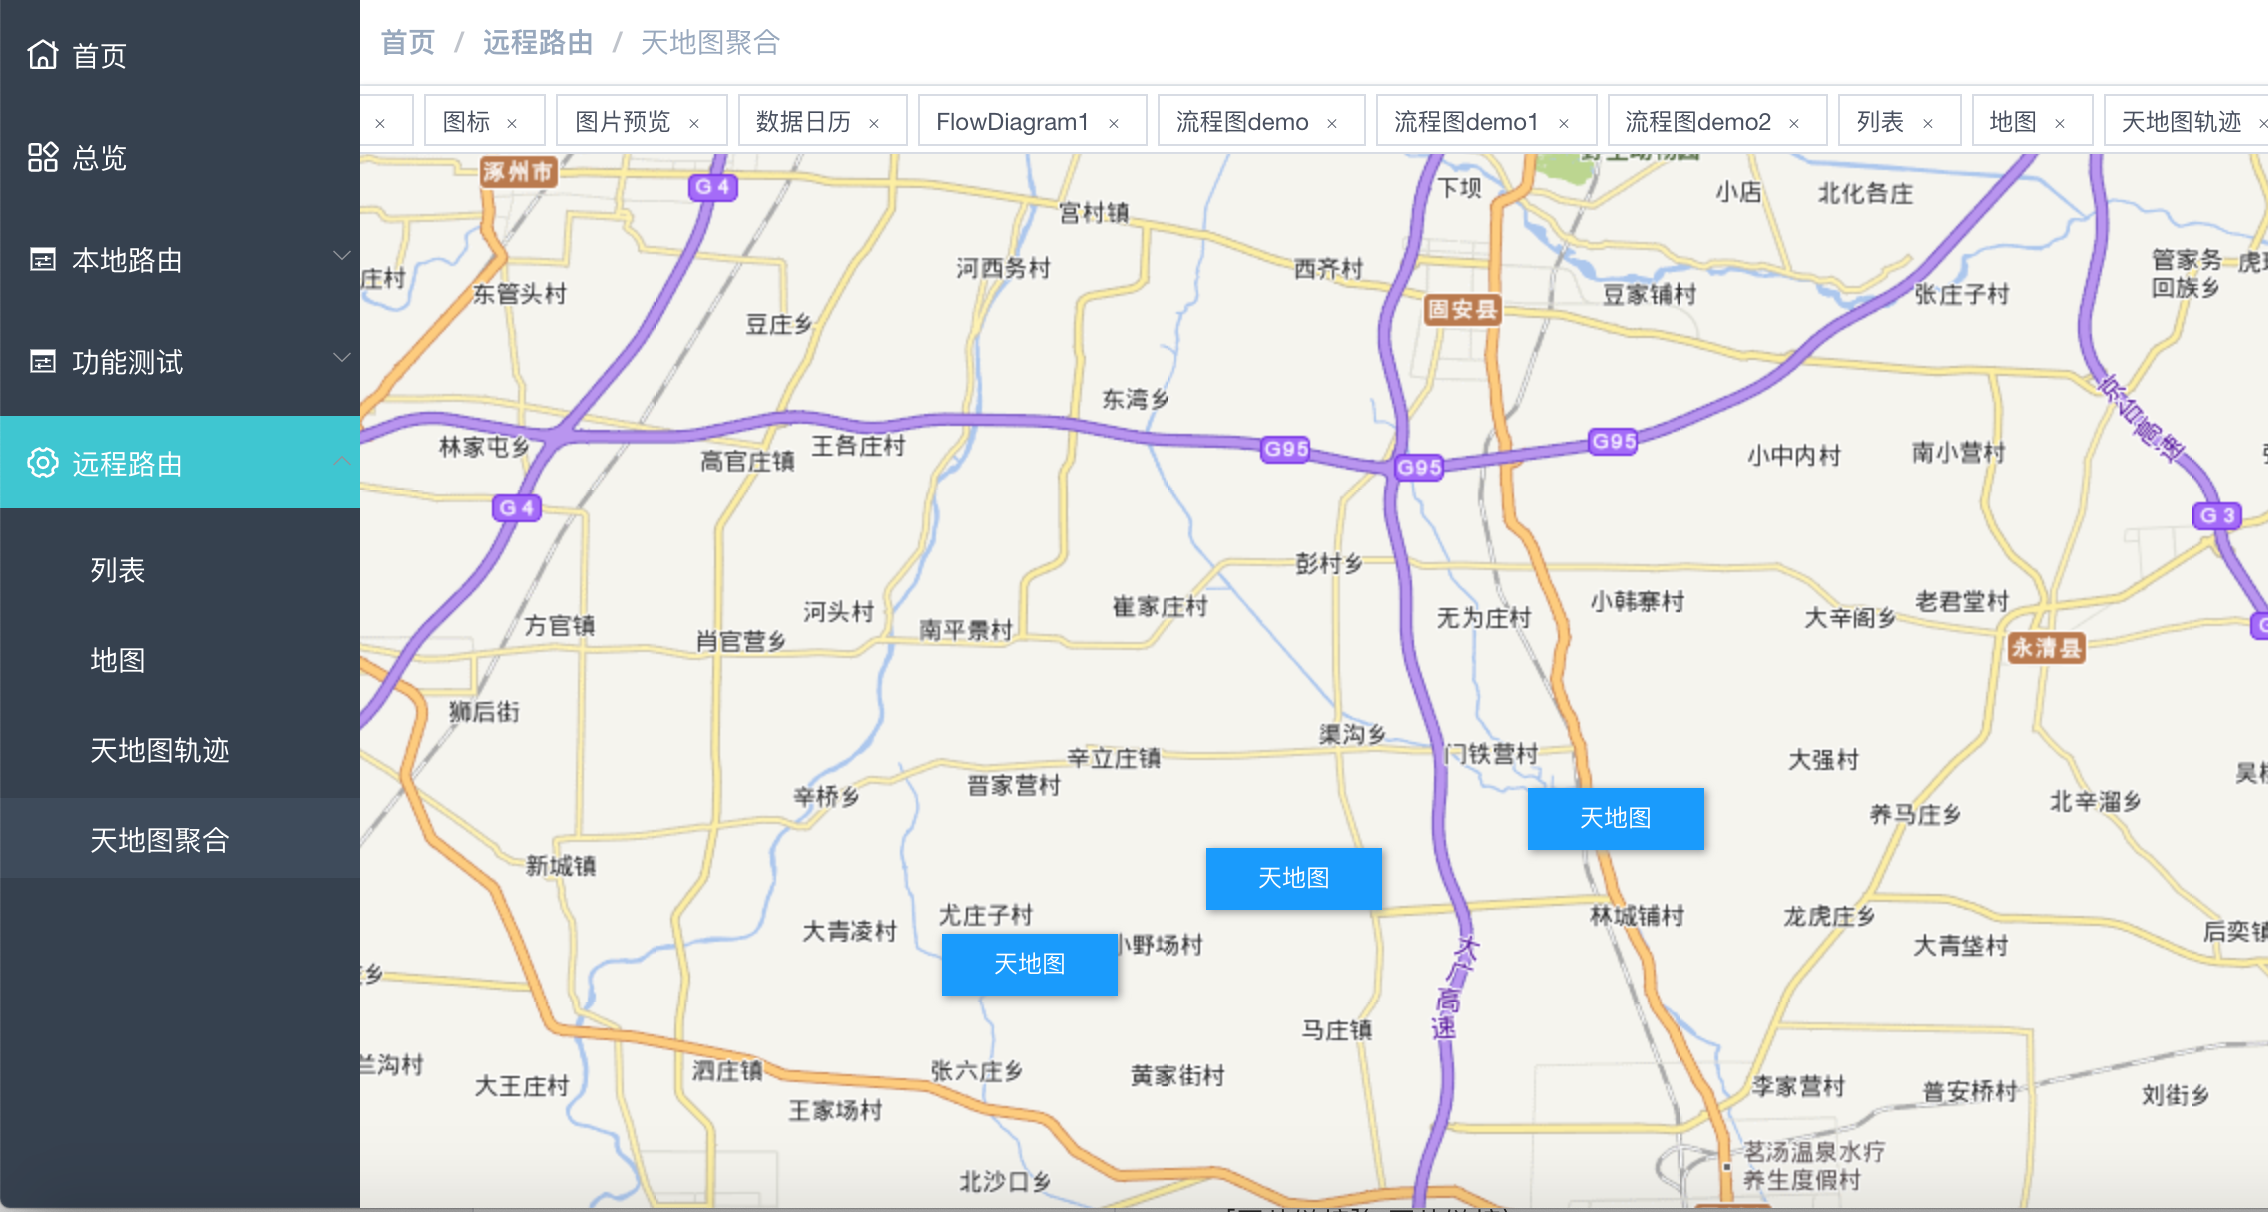 首页
总览
本地路由
功能测试
远程路由
列表
地图
天地图轨迹
天地图聚合
首页 / 远程路由 / 天地图聚合
× 图标 × 图片预览 × 数据日历 × FlowDiagram1 × 流程图demo × 流程图demo1 × 流程图demo2 × 列表 × 地图 × 天地图轨迹 ×
涿州市
G4
宫村镇
下坝
小店
北化各庄
庄村
东管头村
河西务村
西齐村
固安县
豆家铺村
张庄子村
管家务
回族乡
豆庄乡
东湾乡
京台高速
林家屯乡
高官庄镇
王各庄村
G95
G95
G95
小中内村
南小营村
G4
G3
彭村乡
方官镇
河头村
肖官营乡
南平景村
崔家庄村
无为庄村
小韩寨村
大辛阁乡
老君堂村
永清县
狮后街
渠沟乡
辛立庄镇
晋家营村
门铁营村
大强村
辛桥乡
养马庄乡
北辛溜乡
天地图
天地图
新城镇
尤庄子村
大青凌村
小野场村
林城铺村
龙虎庄乡
大青垡村
后奕镇
天地图
乡
大广高速
马庄镇
兰沟村
大王庄村
泗庄镇
张六庄乡
黄家街村
王家场村
李家营村
普安桥村
刘街乡
北沙口乡
茗汤温泉水疗
养生度假村